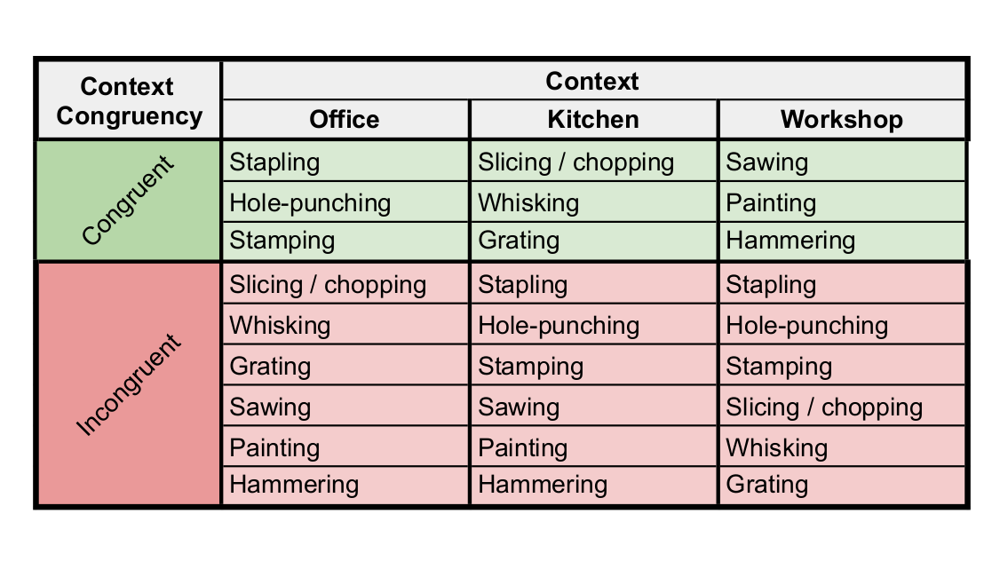 Context
Congruency
Context
Office Kitchen Workshop
Congruent
Stapling Slicing / chopping Sawing
Hole-punching Whisking Painting
Stamping Grating Hammering
Incongruent
Slicing / chopping Stapling Stapling
Whisking Hole-punching Hole-punching
Grating Stamping Stamping
Sawing Sawing Slicing / chopping
Painting Painting Whisking
Hammering Hammering Grating